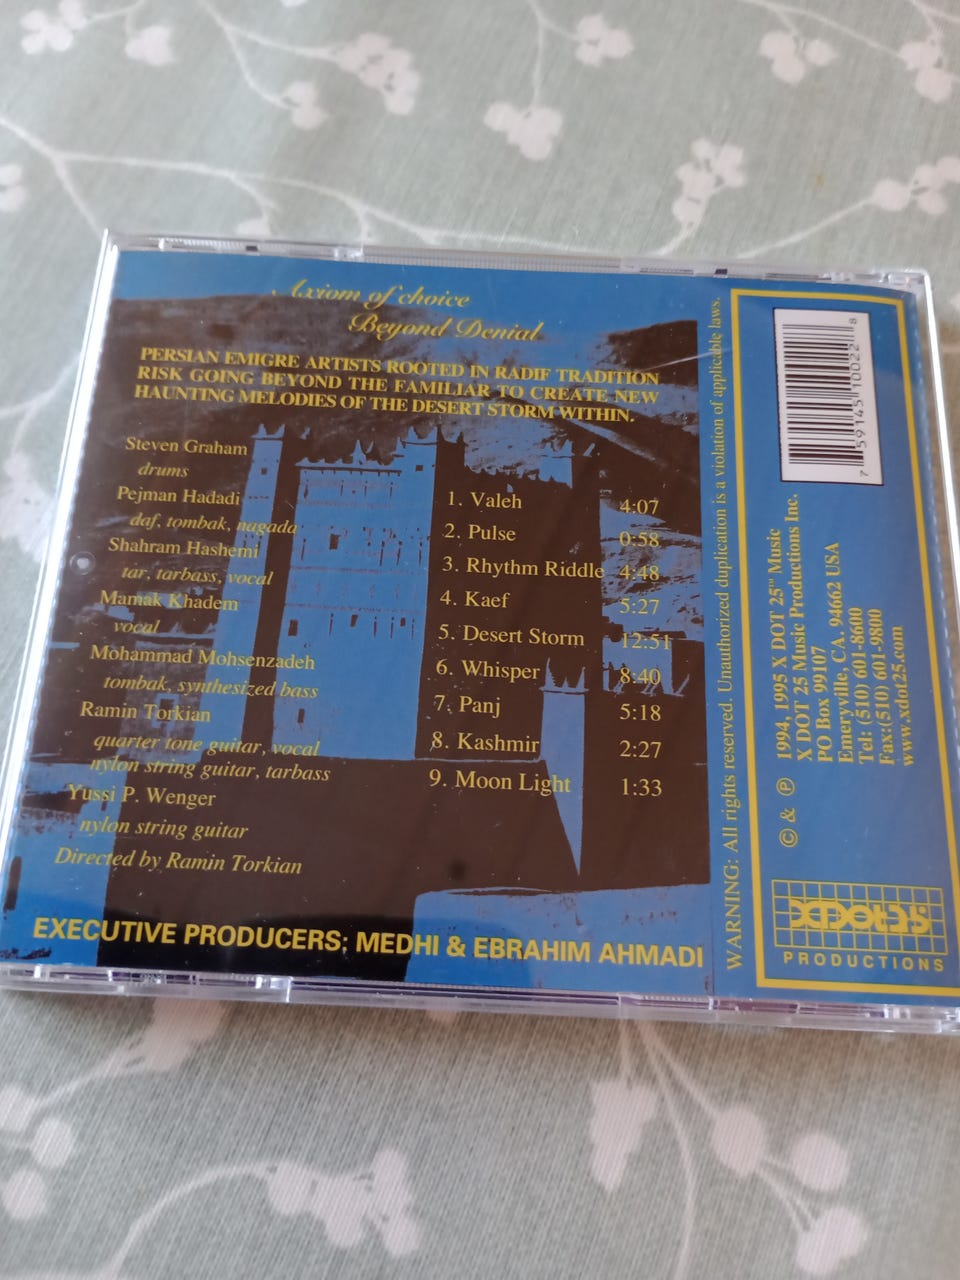 Axiom of choice
Beyond Denial
PERSIAN EMIGRE ARTISTS ROOTED IN RADIF TRADITION
RISK GOING BEYOND THE FAMILIAR TO CREATE NEW
HAUNTING MELODIES OF THE DESERT STORM WITHIN.
Steven Graham
drums
Pejman Hadadi
daf, tombak, nagada
Shahram Hashemi
tar, tarbass, vocal
Mamak Khadem
vocal
Mohammad Mohsenzadeh
tombak, synthesized bass
Ramin Torkian
quarter tone guitar, vocal
nylon string guitar, tarbass
Yussi P. Wenger
nylon string guitar
Directed by Ramin Torkian
1. Valeh 4:07
2. Pulse 0:58
3. Rhythm Riddle 4:48
4. Kaef 5:27
5. Desert Storm 12:51
6. Whisper 8:40
7. Panj 5:18
8. Kashmir 2:27
9. Moon Light 1:33
EXECUTIVE PRODUCERS: MEDHI & EBRAHIM AHMADI
WARNING: All rights reserved. Unauthorized duplication is a violation of applicable laws.
7 59145 10022 8
© & ℗ 1994, 1995 X DOT 25™ Music
X DOT 25 Music Productions Inc.
PO Box 99107
Emeryville, CA. 94662 USA
Tel: (510) 601-8600
Fax:(510) 601-9800
www.xdot25.com
PRODUCTIONS